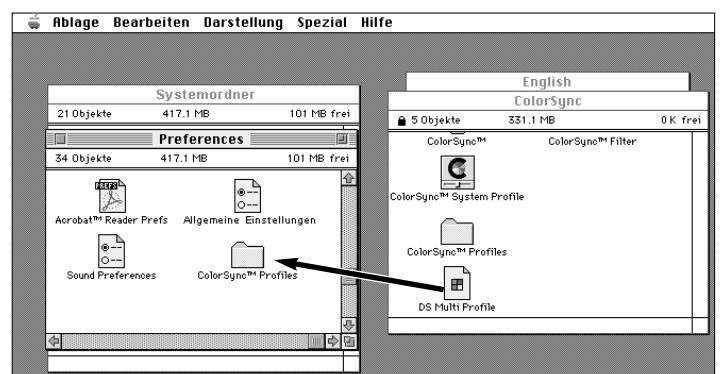 Ablage Bearbeiten Darstellung Spezial Hilfe
Systemordner
21 Objekte 417.1 MB 101 MB frei
Preferences
34 Objekte 417.1 MB 101 MB frei
PREFS
Acrobat™ Reader Prefs Allgemeine Einstellungen
Sound Preferences ColorSync™ Profiles
English
ColorSync
5 Objekte 331.1 MB 0 K frei
ColorSync™ ColorSync™ Filter
ColorSync™ System Profile
ColorSync™ Profiles
DS Multi Profile